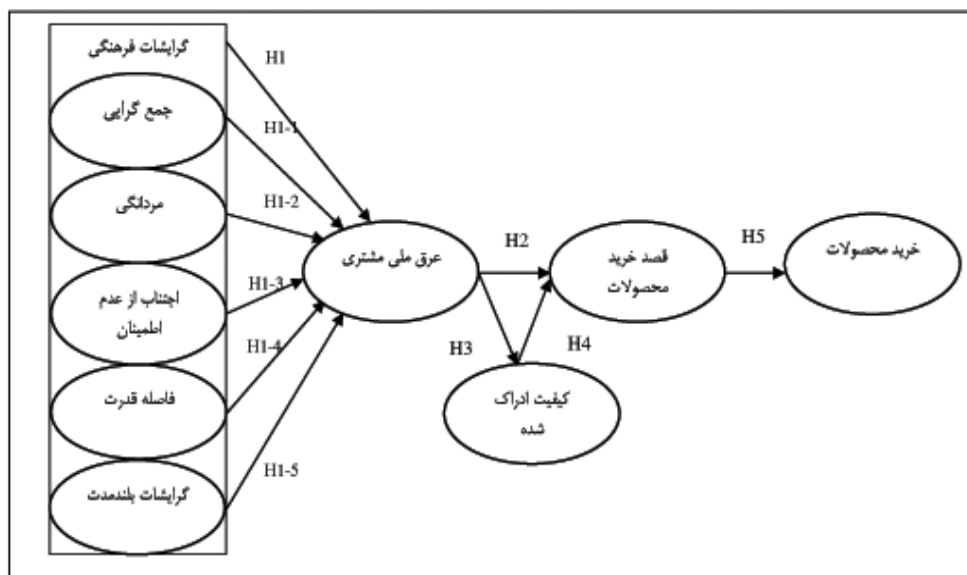 گرایشات فرهنگی
H1
جمع گرایی
H1-1
مردانگی
H1-2
اجتناب از عدم
اطمینان
H1-3
فاصله قدرت
H1-4
گرایشات بلندمدت
H1-5
عرق ملی مشتری
H2
H3
کیفیت ادراک
شده
H4
قصد خرید
محصولات
H5
خرید محصولات